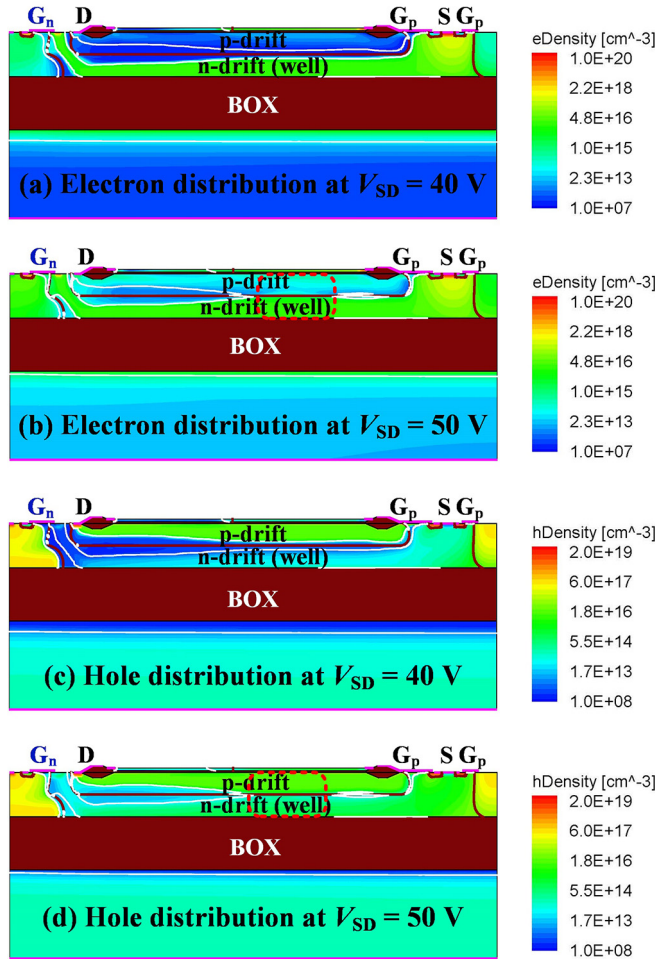 Gn D Gp S Gp
p-drift
n-drift (well)
BOX
(a) Electron distribution at VSD = 40 V
eDensity [cm^-3]
1.0E+20
2.2E+18
4.8E+16
1.0E+15
2.3E+13
1.0E+07
Gn D Gp S Gp
p-drift
n-drift (well)
BOX
(b) Electron distribution at VSD = 50 V
eDensity [cm^-3]
1.0E+20
2.2E+18
4.8E+16
1.0E+15
2.3E+13
1.0E+07
Gn D Gp S Gp
p-drift
n-drift (well)
BOX
(c) Hole distribution at VSD = 40 V
hDensity [cm^-3]
2.0E+19
6.0E+17
1.8E+16
5.5E+14
1.7E+13
1.0E+08
Gn D Gp S Gp
p-drift
n-drift (well)
BOX
(d) Hole distribution at VSD = 50 V
hDensity [cm^-3]
2.0E+19
6.0E+17
1.8E+16
5.5E+14
1.7E+13
1.0E+08